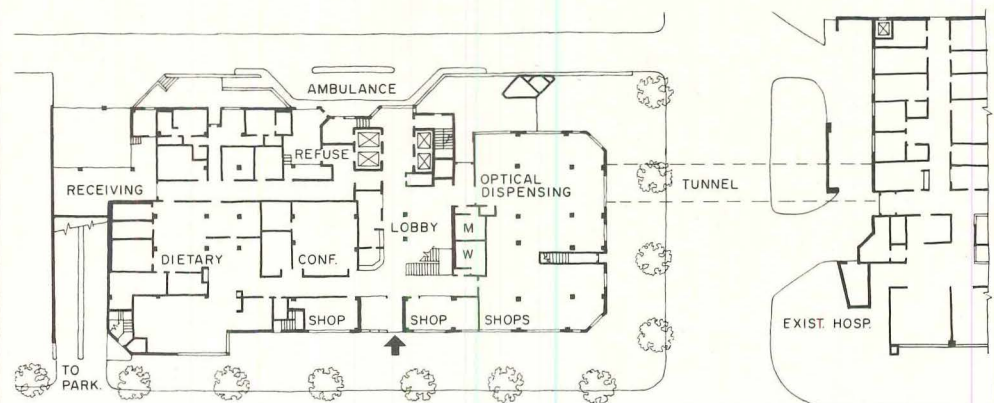 AMBULANCE
REFUSE
RECEIVING
OPTICAL
DISPENSING
TUNNEL
LOBBY
M
W
DIETARY
CONF.
SHOP
SHOP
SHOPS
EXIST. HOSP.
TO
PARK.